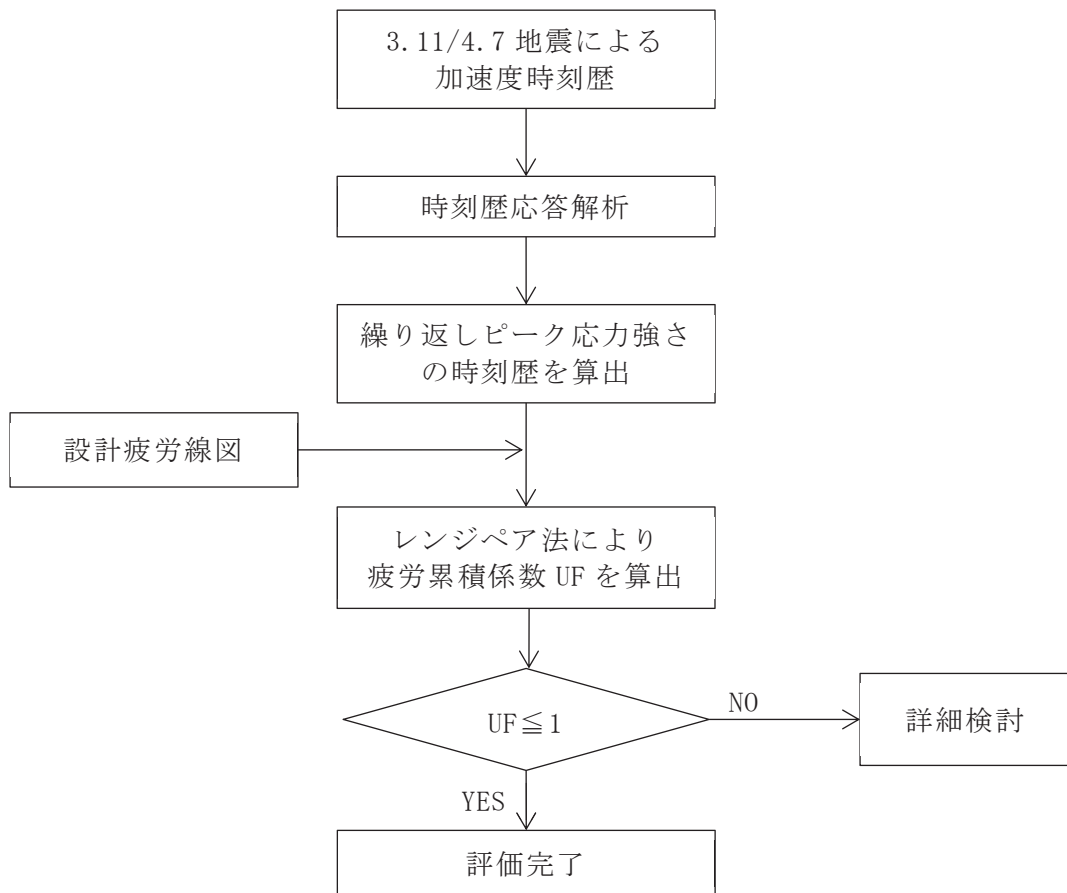 3.11/4.7 地震による
加速度時刻歴
時刻歴応答解析
繰り返しピーク応力強さ
の時刻歴を算出
設計疲労線図
レンジペア法により
疲労累積係数 UF を算出
UF≦1
NO
詳細検討
YES
評価完了